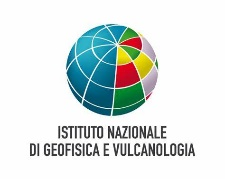 ISTITUTO NAZIONALE
DI GEOFISICA E VULCANOLOGIA